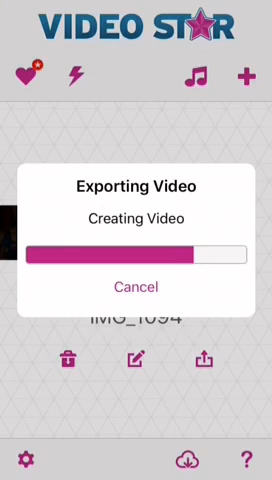 VIDEO STAR
Exporting Video
Creating Video
Cancel
IMG_1094
?